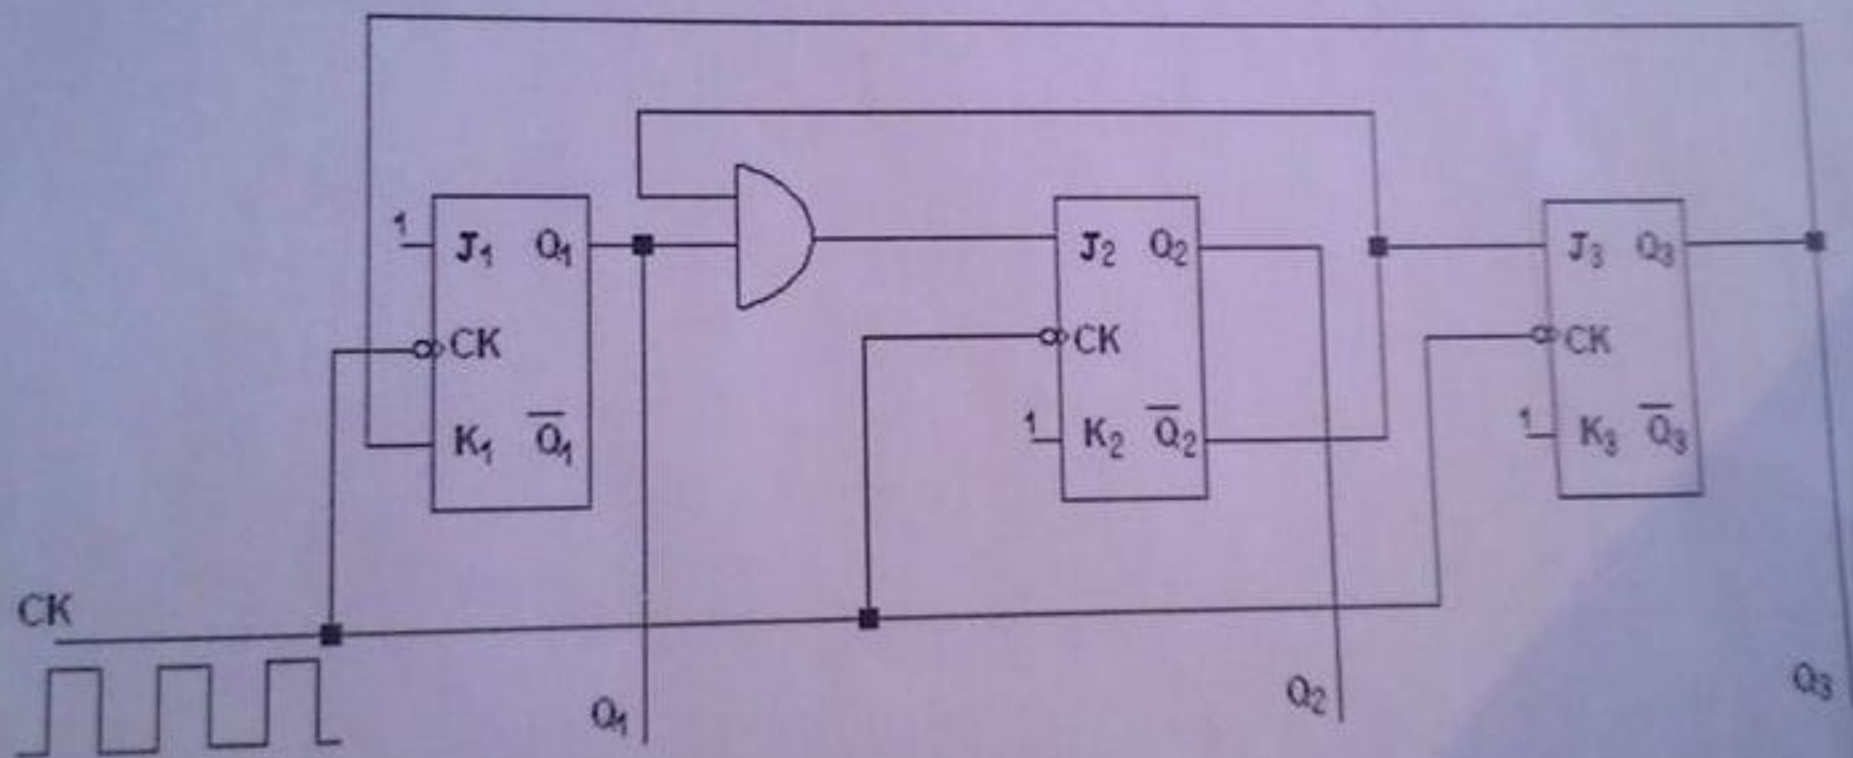 1 J₁ Q₁
CK
K₁ Q̅₁
J₂ Q₂
CK
1 K₂ Q̅₂
J₃ Q₃
CK
1 K₃ Q̅₃
CK
Q₁
Q₂
Q₃